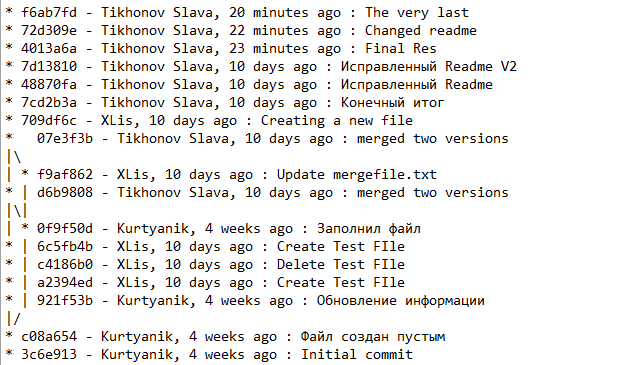 * f6ab7fd - Tikhonov Slava, 20 minutes ago : The very last
* 72d309e - Tikhonov Slava, 22 minutes ago : Changed readme
* 4013a6a - Tikhonov Slava, 23 minutes ago : Final Res
* 7d13810 - Tikhonov Slava, 10 days ago : Исправленный Readme V2
* 48870fa - Tikhonov Slava, 10 days ago : Исправленный Readme
* 7cd2b3a - Tikhonov Slava, 10 days ago : Конечный итог
* 709df6c - XLis, 10 days ago : Creating a new file
*   07e3f3b - Tikhonov Slava, 10 days ago : merged two versions
|\
| * f9af862 - XLis, 10 days ago : Update mergefile.txt
* | d6b9808 - Tikhonov Slava, 10 days ago : merged two versions
|\|
| * 0f9f50d - Kurtyanik, 4 weeks ago : Заполнил файл
* | 6c5fb4b - XLis, 10 days ago : Create Test FIle
* | c4186b0 - XLis, 10 days ago : Delete Test FIle
* | a2394ed - XLis, 10 days ago : Create Test FIle
* | 921f53b - Kurtyanik, 4 weeks ago : Обновление информации
|/
* c08a654 - Kurtyanik, 4 weeks ago : Файл создан пустым
* 3c6e913 - Kurtyanik, 4 weeks ago : Initial commit